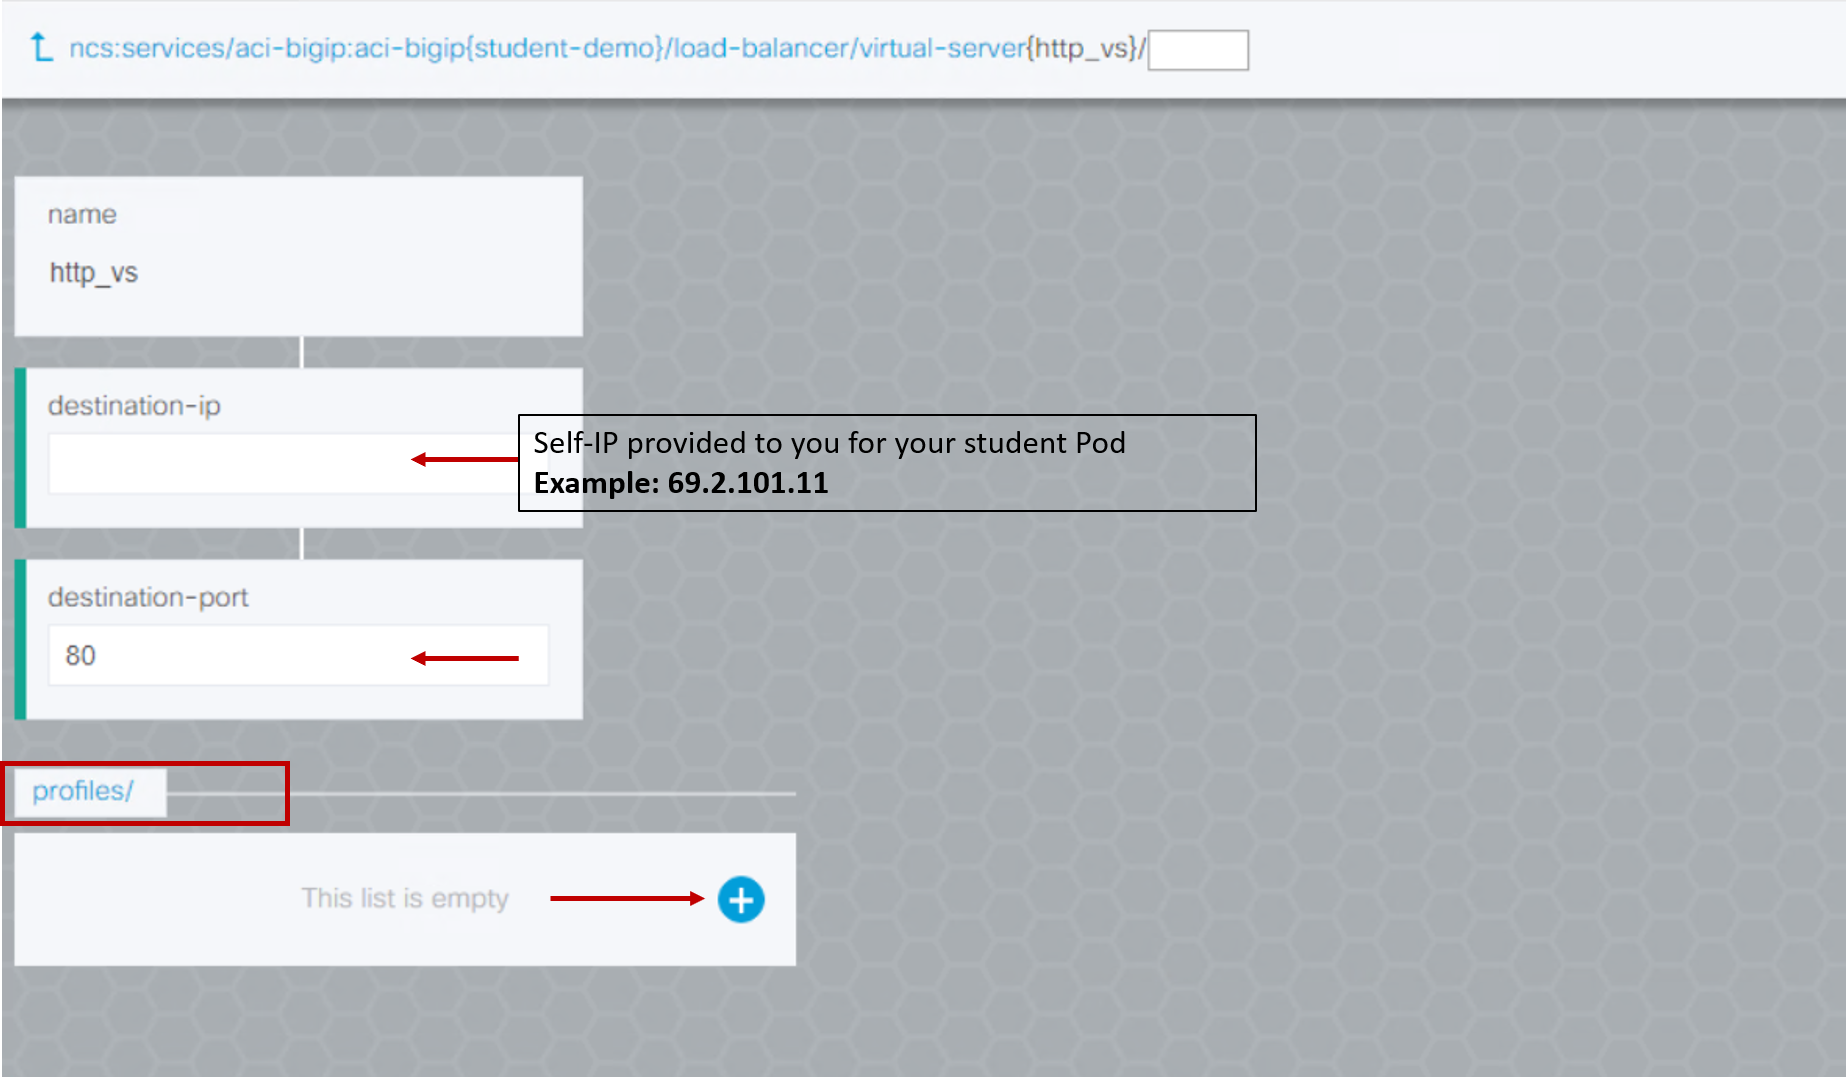 ncs:services/aci-bigip:aci-bigip{student-demo}/load-balancer/virtual-server{http_vs}/
name
http_vs
destination-ip
Self-IP provided to you for your student Pod
Example: 69.2.101.11
destination-port
80
profiles/
This list is empty